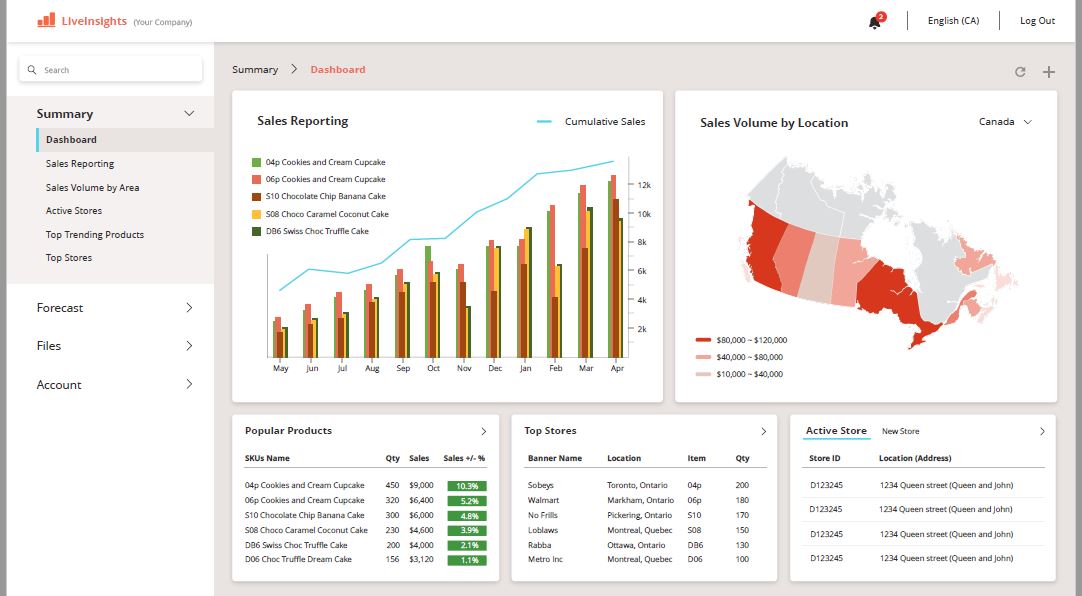 LiveInsights (Your Company)
2
English (CA)
Log Out
Search
Summary
Dashboard
Sales Reporting
Sales Volume by Area
Active Stores
Top Trending Products
Top Stores
Forecast
Files
Account
Summary > Dashboard
Sales Reporting
Cumulative Sales
04p Cookies and Cream Cupcake
06p Cookies and Cream Cupcake
S10 Chocolate Chip Banana Cake
S08 Choco Caramel Coconut Cake
DB6 Swiss Choc Truffle Cake
12k
10k
8k
6k
4k
2k
May Jun Jul Aug Sep Oct Nov Dec Jan Feb Mar Apr
Sales Volume by Location
Canada
$80,000 ~ $120,000
$40,000 ~ $80,000
$10,000 ~ $40,000
Popular Products
SKUs Name Qty Sales Sales +/- %
04p Cookies and Cream Cupcake 450 $9,000 10.3%
06p Cookies and Cream Cupcake 320 $6,400 5.2%
S10 Chocolate Chip Banana Cake 300 $6,000 4.8%
S08 Choco Caramel Coconut Cake 230 $4,600 3.9%
DB6 Swiss Choc Truffle Cake 200 $4,000 2.1%
D06 Choc Truffle Dream Cake 156 $3,120 1.1%
Top Stores
Banner Name Location Item Qty
Sobeys Toronto, Ontario 04p 200
Walmart Markham, Ontario 06p 180
No Frills Pickering, Ontario S10 170
Loblaws Montreal, Quebec S08 150
Rabba Ottawa, Ontario DB6 130
Metro Inc Montreal, Quebec D06 100
Active Store New Store
Store ID Location (Address)
D123245 1234 Queen street (Queen and John)
D123245 1234 Queen street (Queen and John)
D123245 1234 Queen street (Queen and John)
D123245 1234 Queen street (Queen and John)